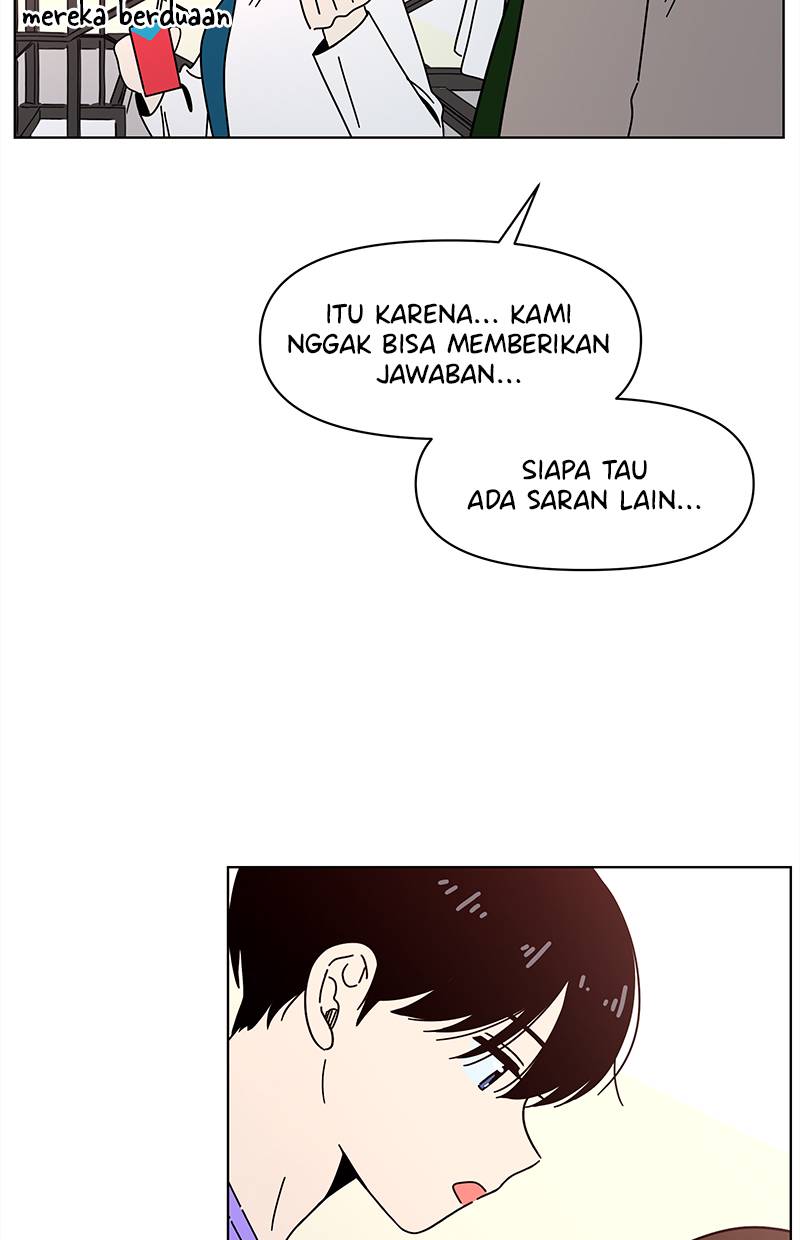 mereka berduaan
ITU KARENA... KAMI
NGGAK BISA MEMBERIKAN
JAWABAN...
SIAPA TAU
ADA SARAN LAIN...